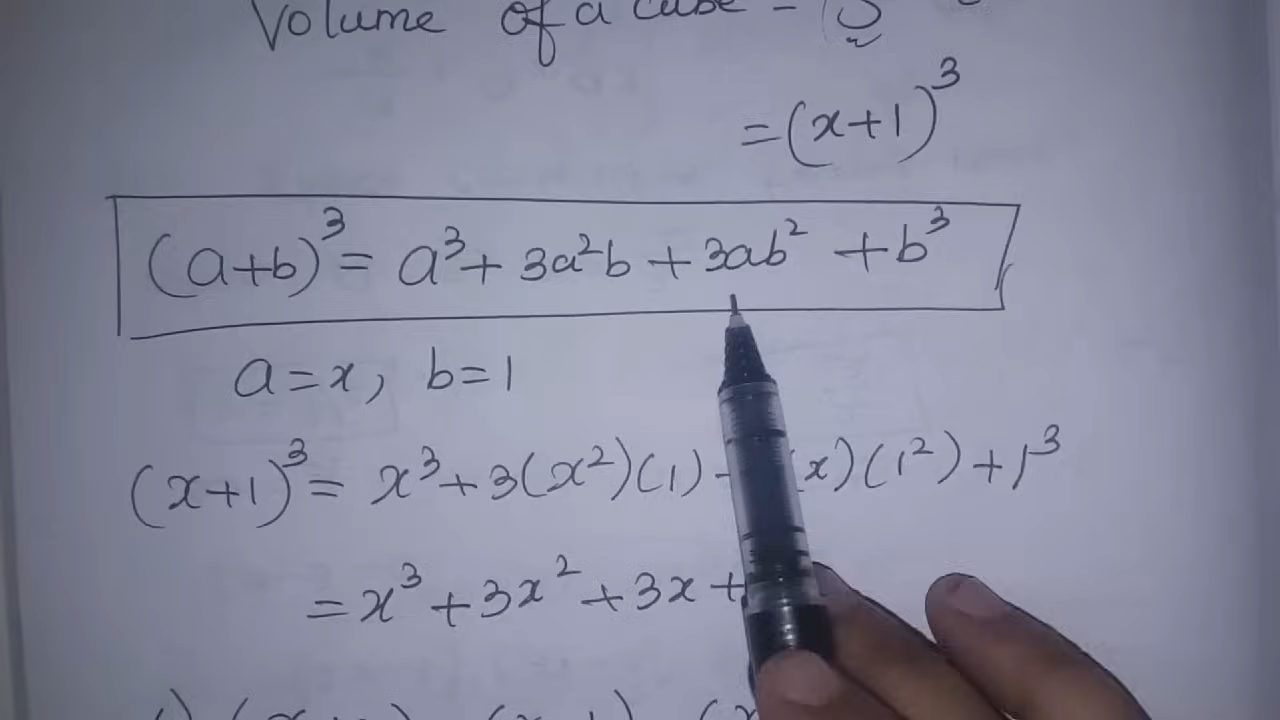 Volume of a cube =
= (x+1)³
(a+b)³ = a³ + 3a²b + 3ab² + b³
a = x, b = 1
(x+1)³ = x³ + 3(x²)(1) (x)(1²) + 1³
= x³ + 3x² + 3x +